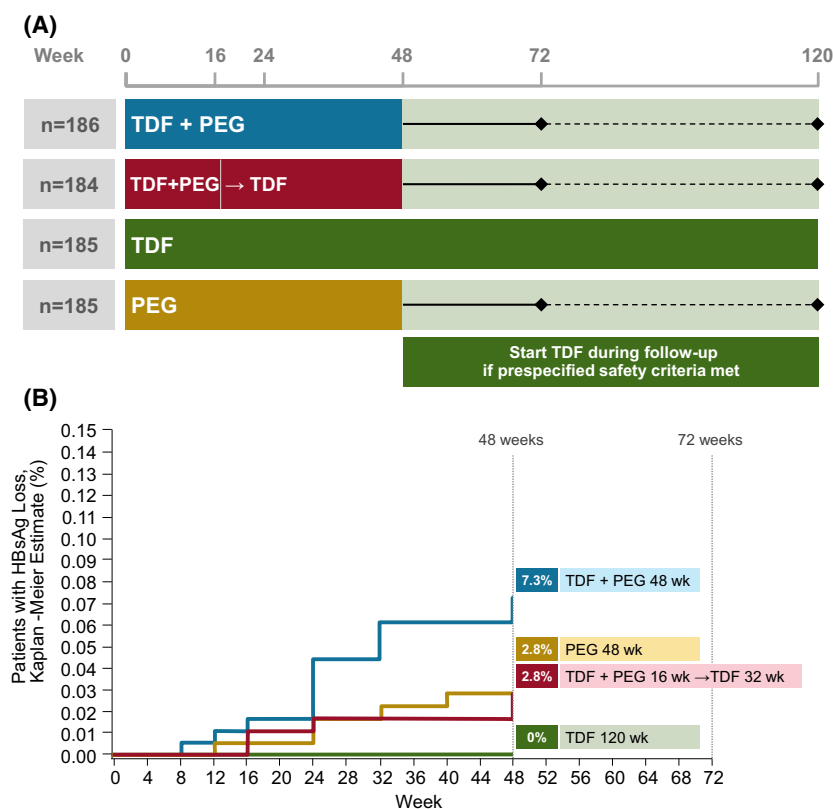 (A)
Week 0 16 24 48 72 120
n=186 TDF + PEG
n=184 TDF+PEG → TDF
n=185 TDF
n=185 PEG
Start TDF during follow-up
if prespecified safety criteria met
(B)
Patients with HBsAg Loss,
Kaplan -Meier Estimate (%)
0.15
0.14
0.13
0.12
0.11
0.10
0.09
0.08
0.07
0.06
0.05
0.04
0.03
0.02
0.01
0.00
48 weeks 72 weeks
7.3% TDF + PEG 48 wk
2.8% PEG 48 wk
2.8% TDF + PEG 16 wk →TDF 32 wk
0% TDF 120 wk
0 4 8 12 16 20 24 28 32 36 40 44 48 52 56 60 64 68 72
Week